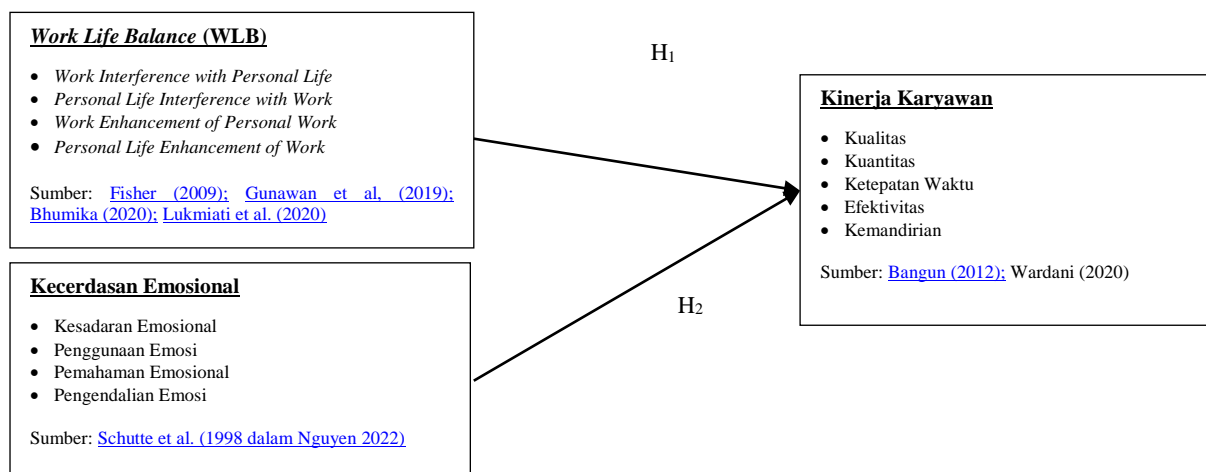 Work Life Balance (WLB)
• Work Interference with Personal Life
• Personal Life Interference with Work
• Work Enhancement of Personal Work
• Personal Life Enhancement of Work
Sumber: Fisher (2009); Gunawan et al, (2019);
Bhumika (2020); Lukmiati et al. (2020)
H1
Kinerja Karyawan
• Kualitas
• Kuantitas
• Ketepatan Waktu
• Efektivitas
• Kemandirian
Sumber: Bangun (2012); Wardani (2020)
Kecerdasan Emosional
• Kesadaran Emosional
• Penggunaan Emosi
• Pemahaman Emosional
• Pengendalian Emosi
Sumber: Schutte et al. (1998 dalam Nguyen 2022)
H2